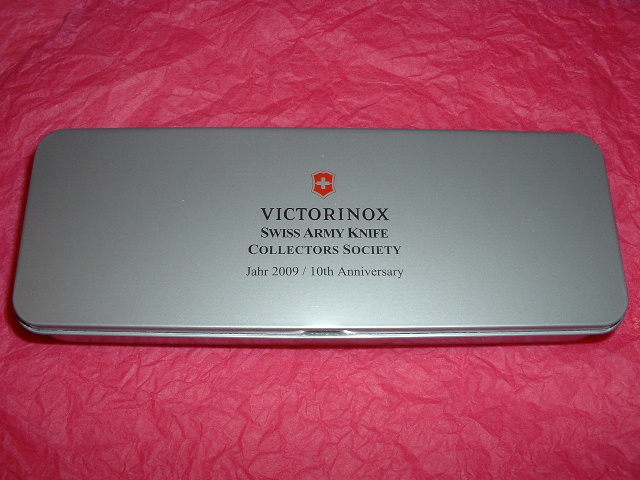 VICTORINOX
SWISS ARMY KNIFE
COLLECTORS SOCIETY
Jahr 2009 / 10th Anniversary